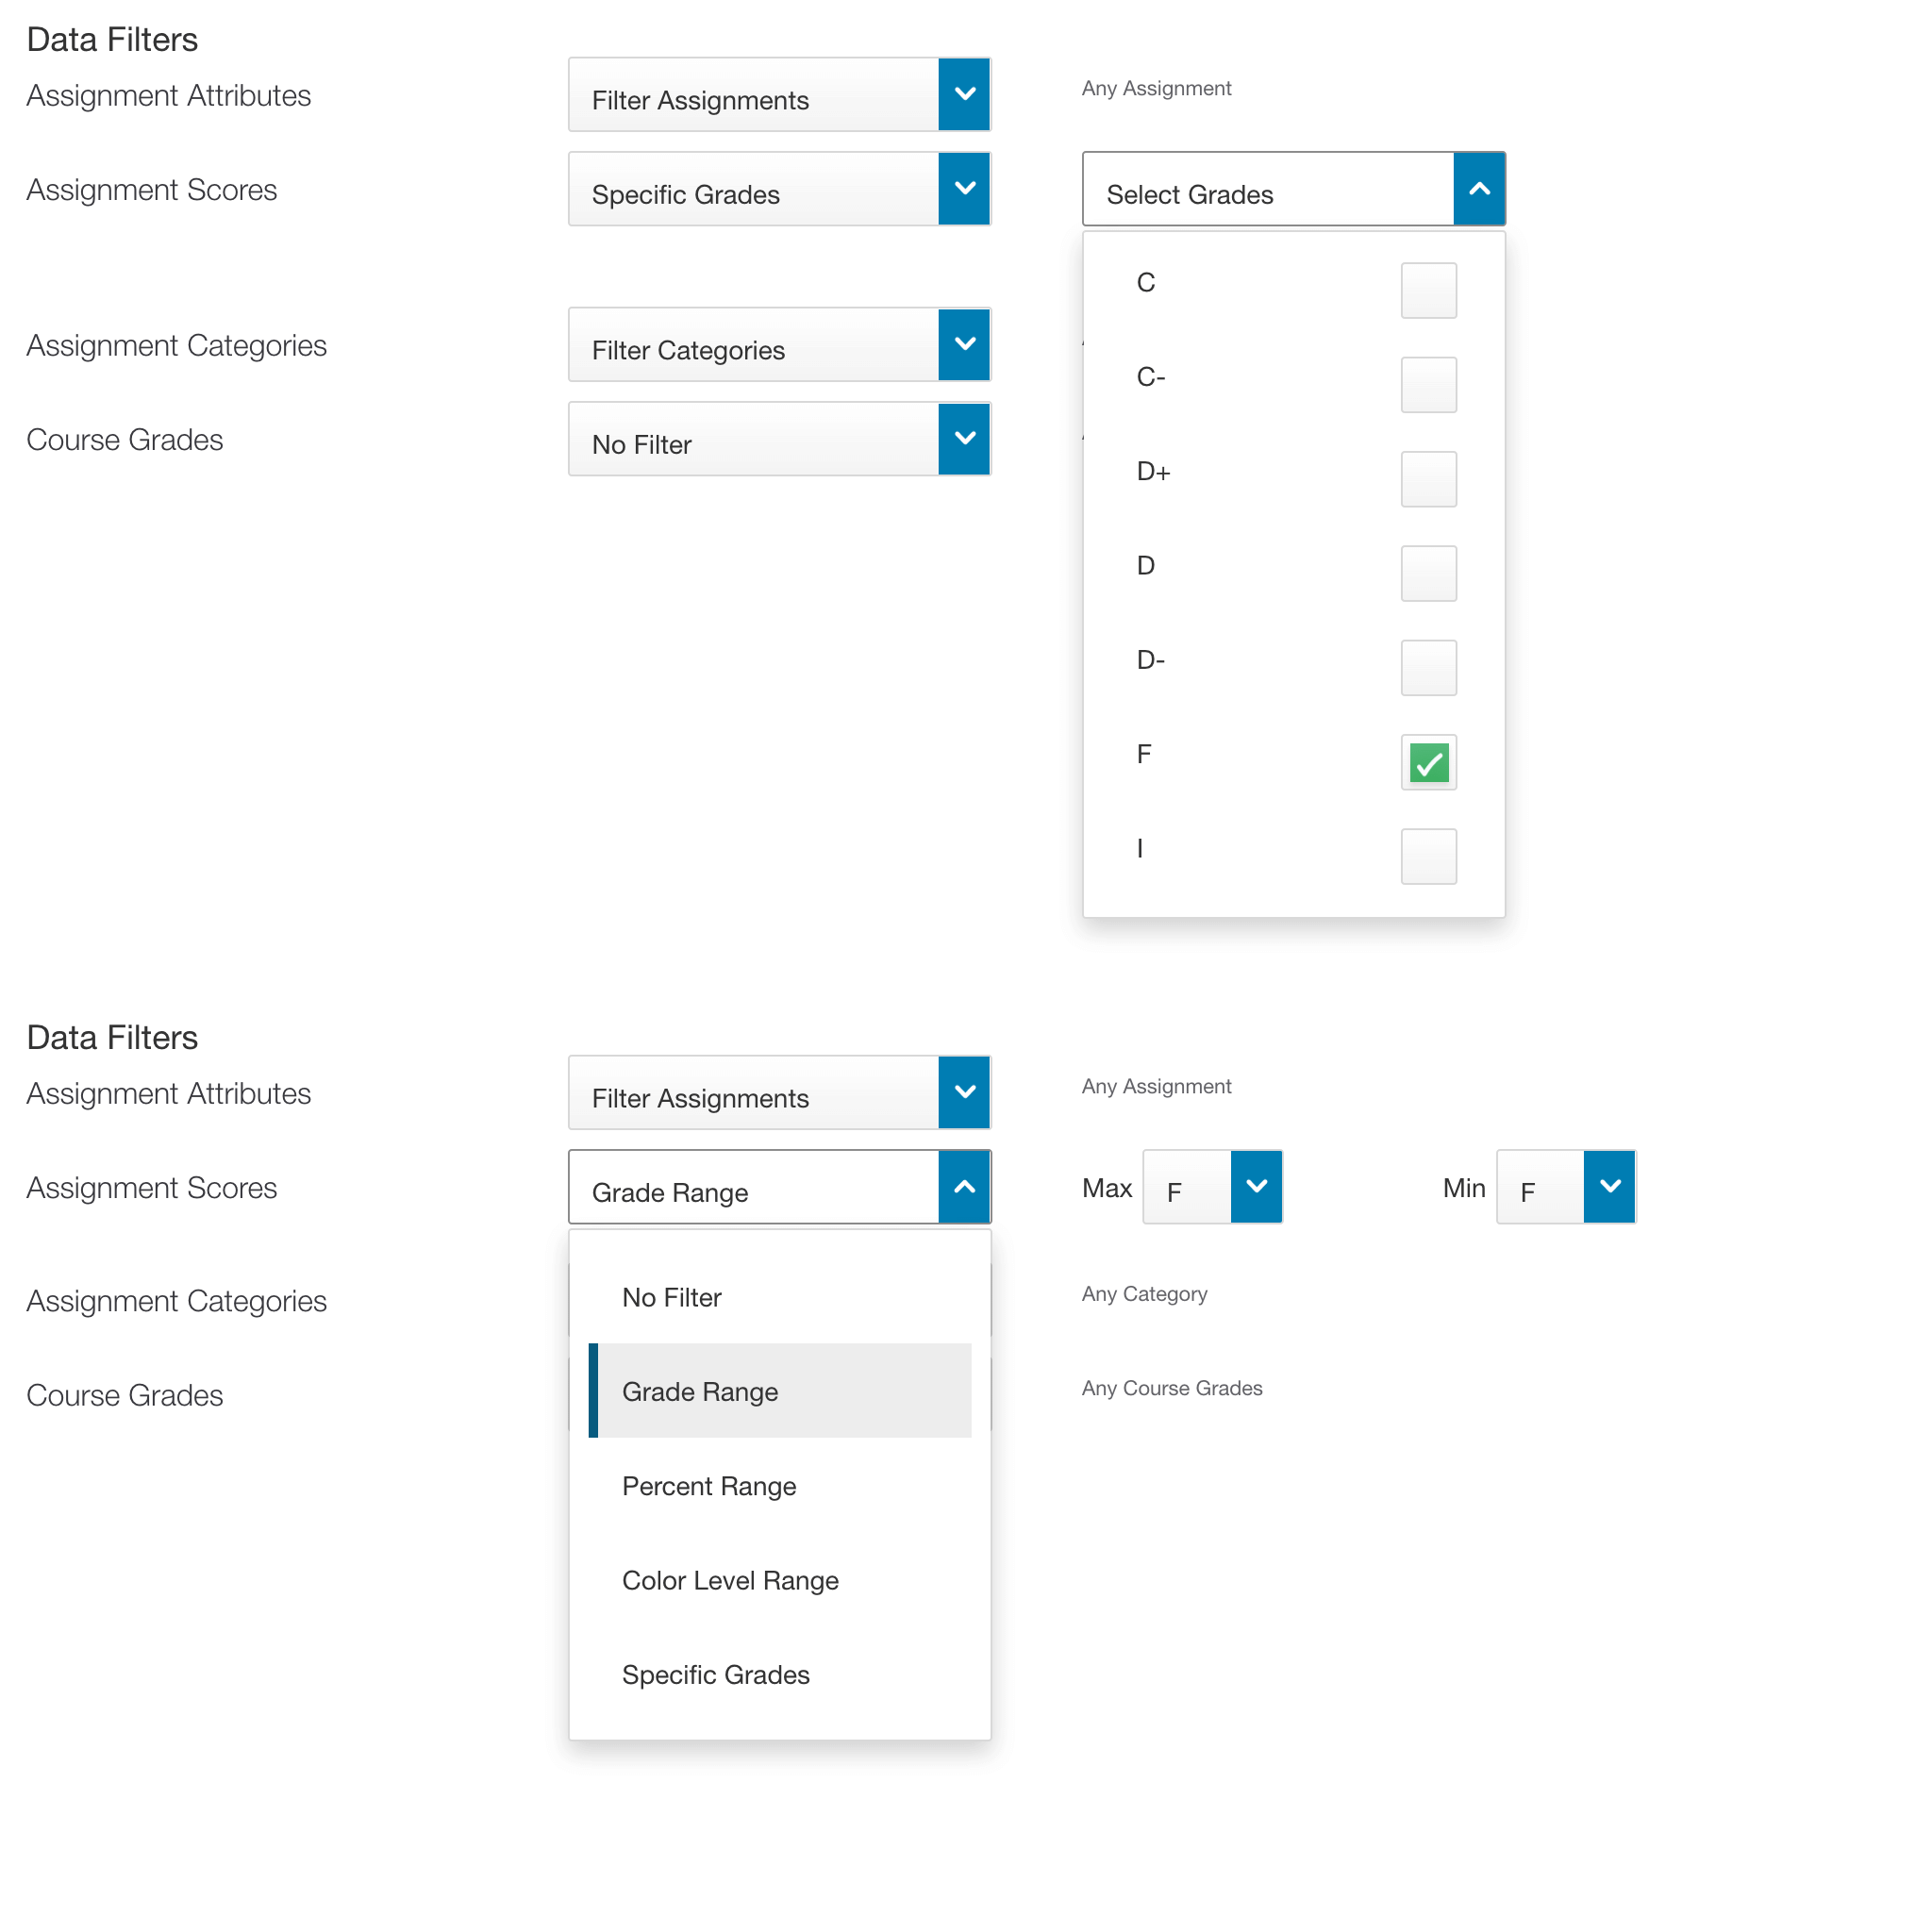 Data Filters
Assignment Attributes
Filter Assignments
Any Assignment
Assignment Scores
Specific Grades
Select Grades
C
Assignment Categories
Filter Categories
C-
Course Grades
No Filter
D+
D
D-
F
I
Data Filters
Assignment Attributes
Filter Assignments
Any Assignment
Assignment Scores
Grade Range
Max
F
Min
F
No Filter
Assignment Categories
Any Category
Grade Range
Course Grades
Any Course Grades
Percent Range
Color Level Range
Specific Grades